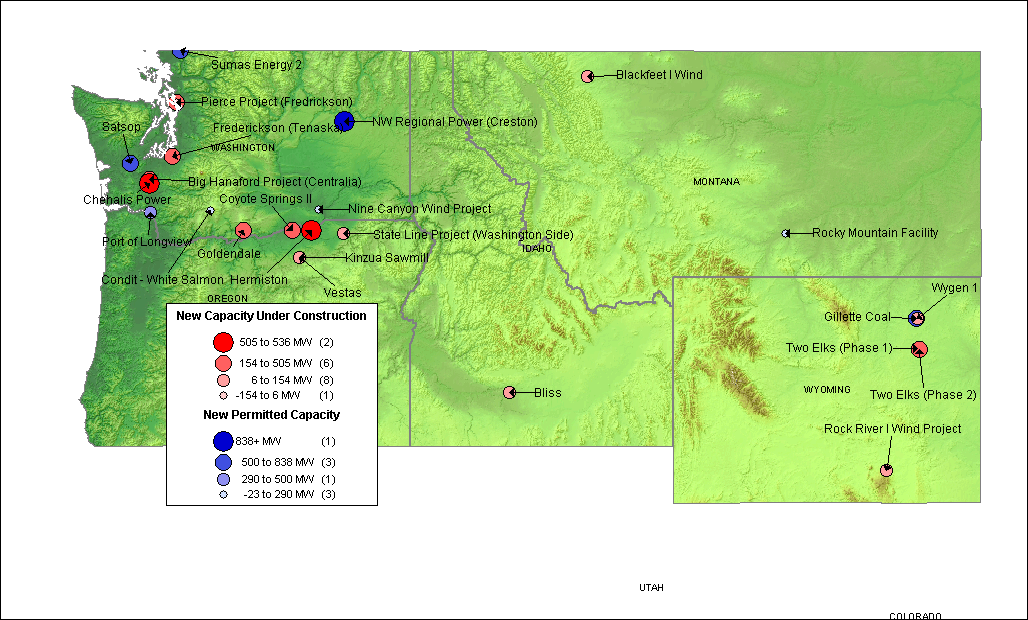 Sumas Energy 2
Blackfeet I Wind
Pierce Project (Fredrickson)
NW Regional Power (Creston)
Satsop
Frederickson (Tenaska)
WASHINGTON
Big Hanaford Project (Centralia)
MONTANA
Chehalis Power
Coyote Springs II
Nine Canyon Wind Project
Port of Longview
State Line Project (Washington Side)
Rocky Mountain Facility
IDAHO
Goldendale
Kinzua Sawmill
Condit - White Salmon
Hermiston
Vestas
OREGON
Wygen 1
Gillette Coal
Two Elks (Phase 1)
WYOMING
Two Elks (Phase 2)
Bliss
Rock River I Wind Project
New Capacity Under Construction
505 to 536 MW (2)
154 to 505 MW (6)
6 to 154 MW (8)
-154 to 6 MW (1)
New Permitted Capacity
838+ MW (1)
500 to 838 MW (3)
290 to 500 MW (1)
-23 to 290 MW (3)
UTAH
COLORADO